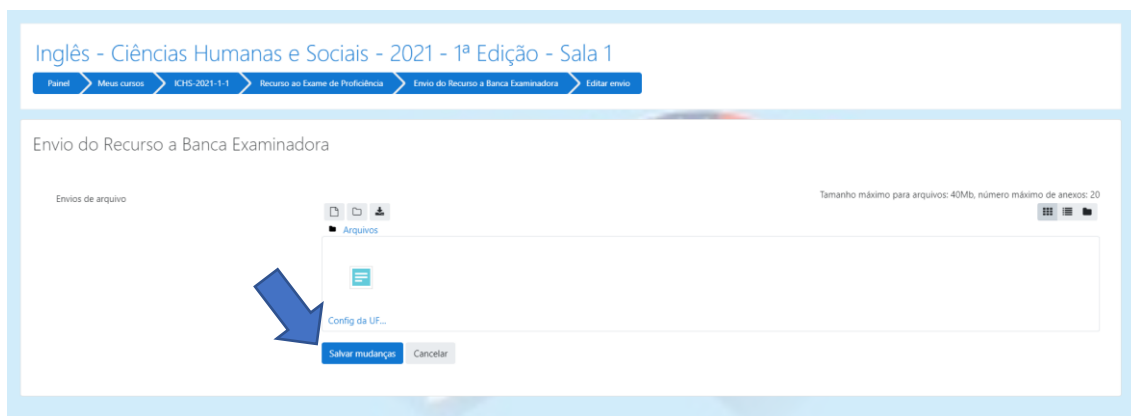 Inglês - Ciências Humanas e Sociais - 2021 - 1ª Edição - Sala 1
Painel Meus cursos ICHS-2021-1-1 Recurso ao Exame de Proficiência Envio do Recurso a Banca Examinadora Editar envio
Envio do Recurso a Banca Examinadora
Envios de arquivo
Tamanho máximo para arquivos: 40Mb, número máximo de anexos: 20
Arquivos
Config da UF...
Salvar mudanças Cancelar